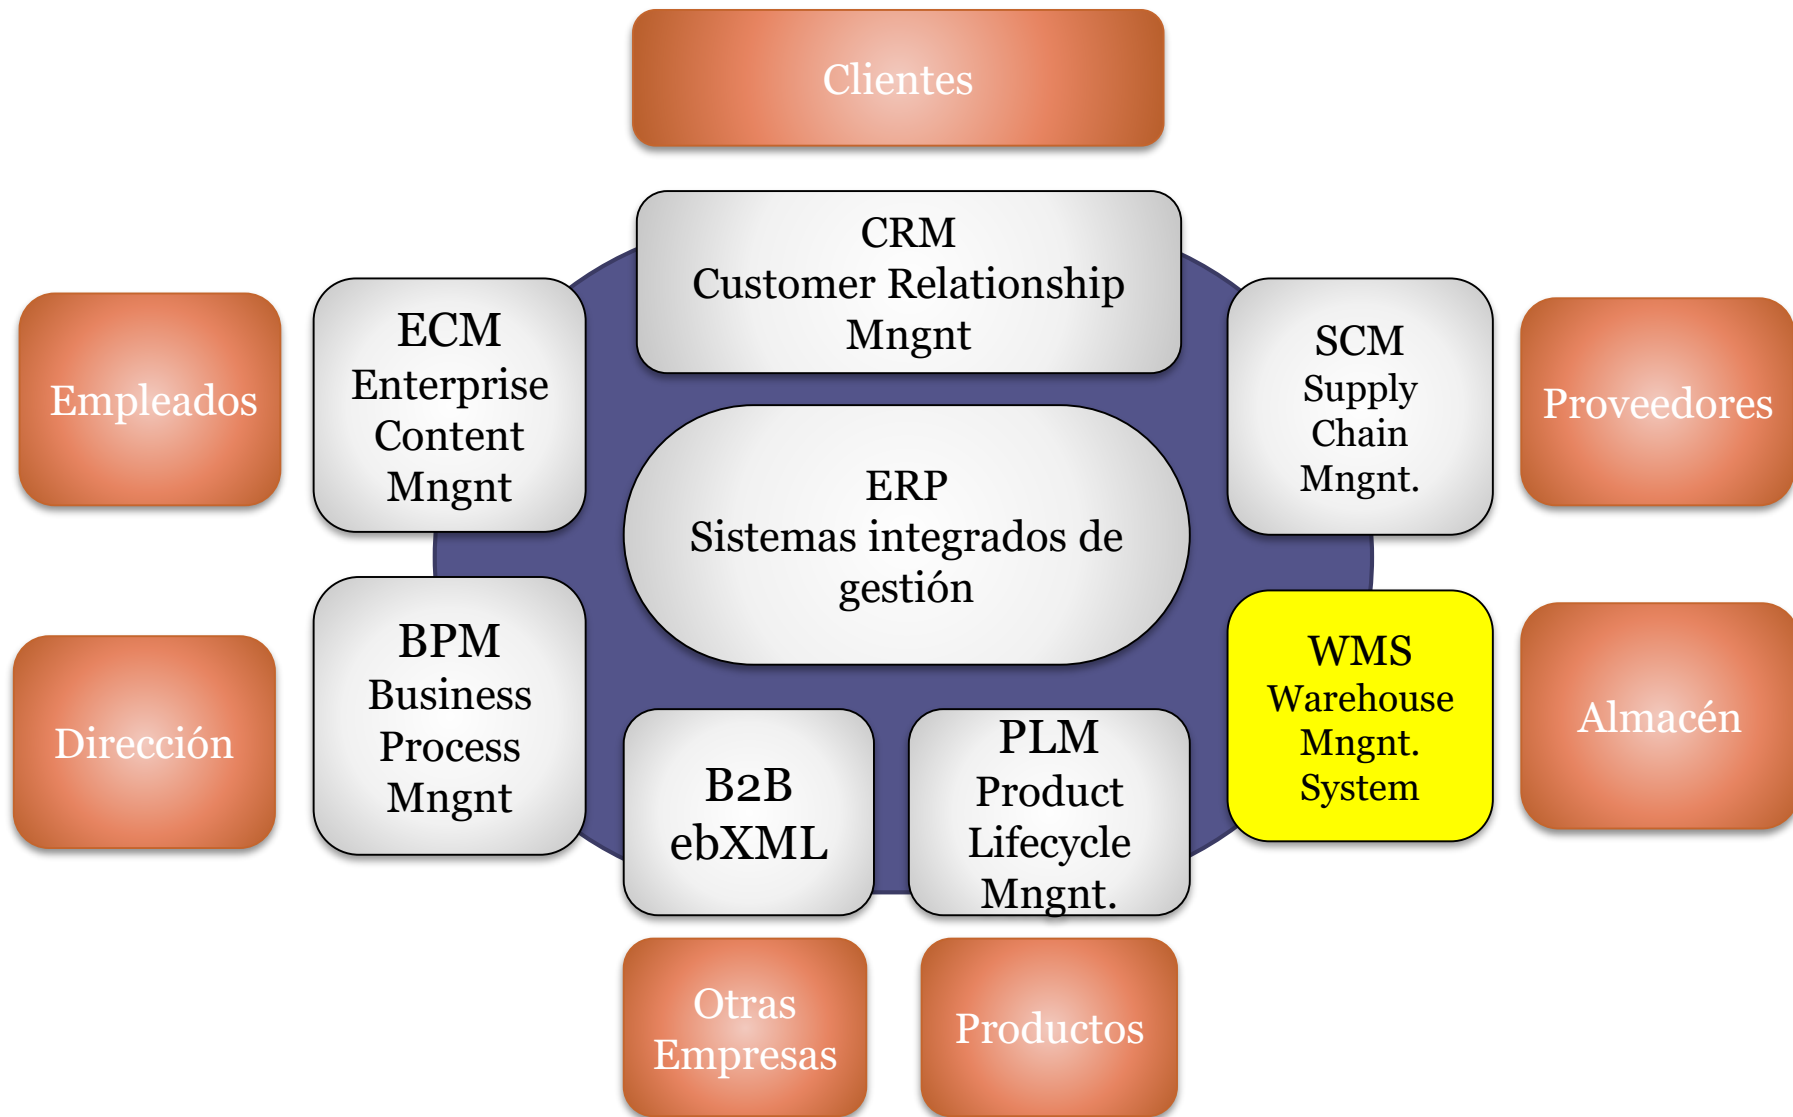 Clientes
CRM
Customer Relationship
Mngnt
Empleados
ECM
Enterprise
Content
Mngnt
SCM
Supply
Chain
Mngnt.
Proveedores
ERP
Sistemas integrados de
gestión
Dirección
BPM
Business
Process
Mngnt
WMS
Warehouse
Mngnt.
System
Almacén
B2B
ebXML
PLM
Product
Lifecycle
Mngnt.
Otras
Empresas
Productos